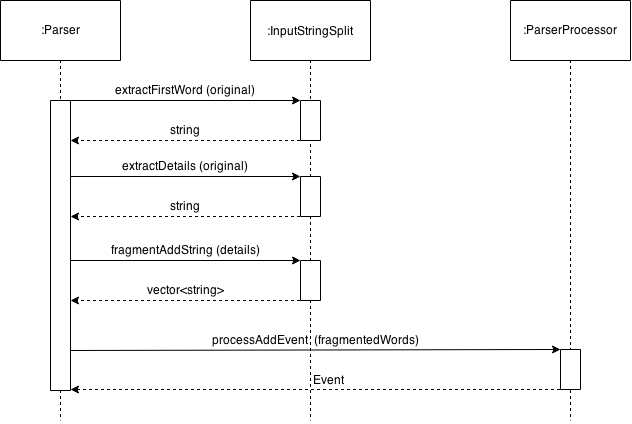 :Parser
:InputStringSplit
:ParserProcessor
extractFirstWord (original)
string
extractDetails (original)
string
fragmentAddString (details)
vector<string>
processAddEvent (fragmentedWords)
Event